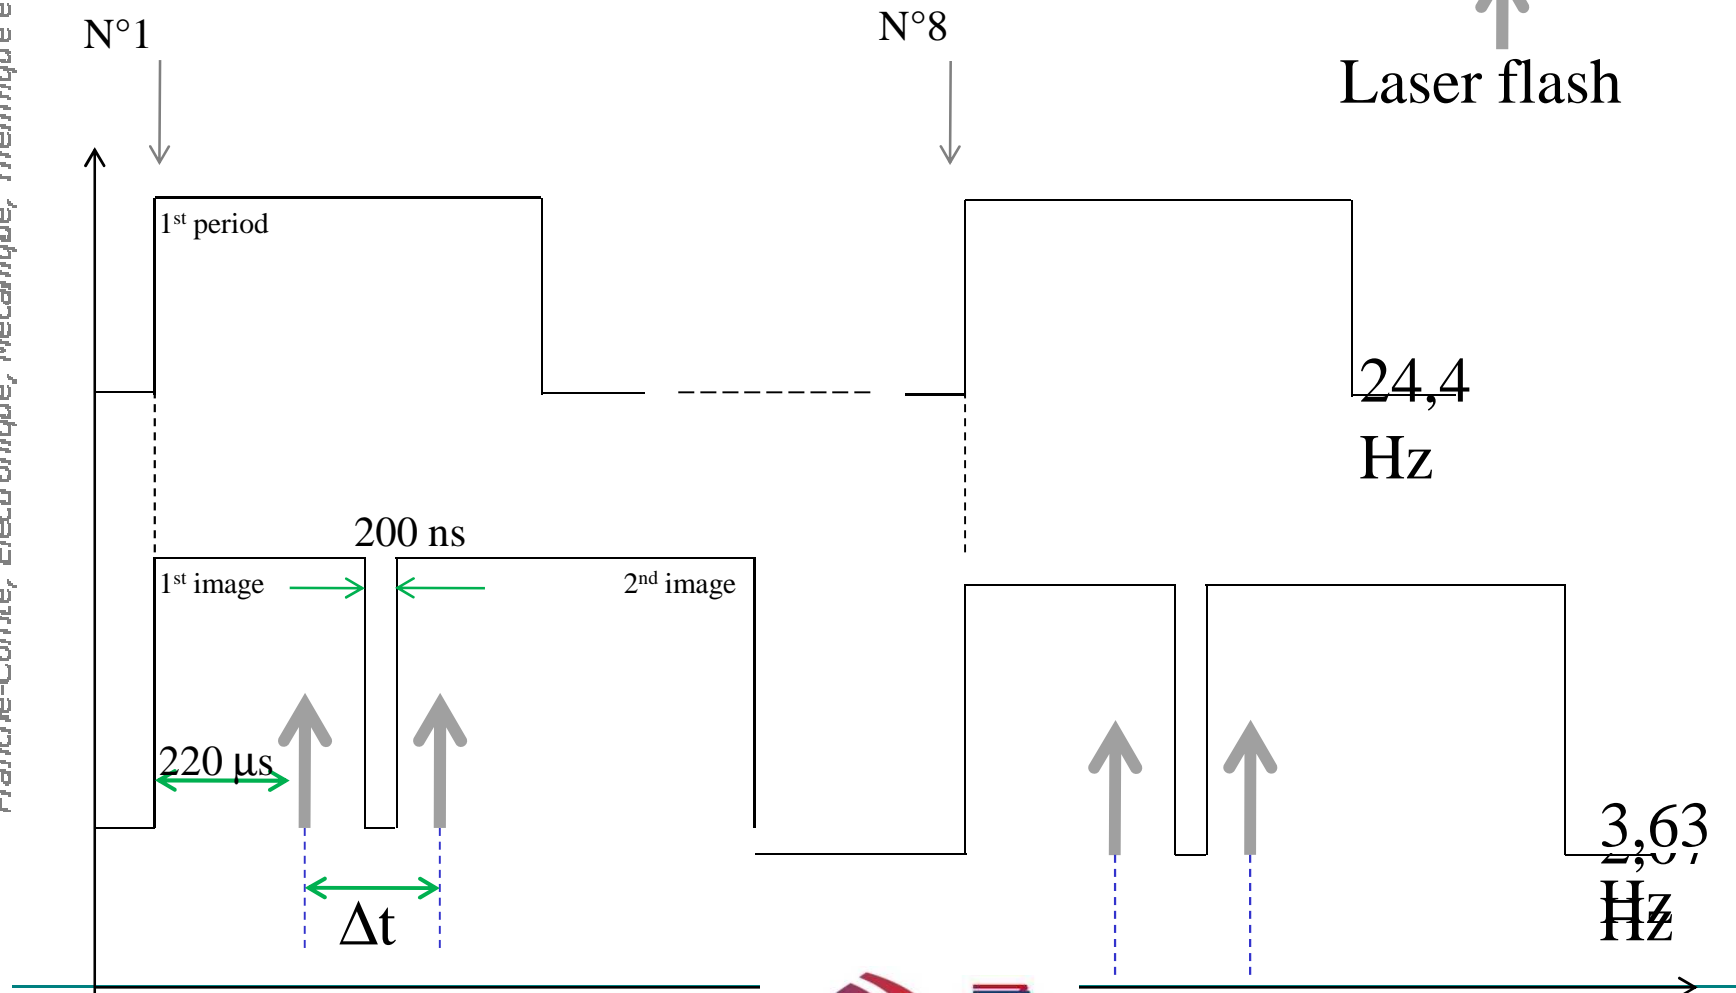 N°1
N°8
Laser flash
1st period
24,4
Hz
200 ns
1st image
2nd image
220 µs
3,63
Hz
Δt